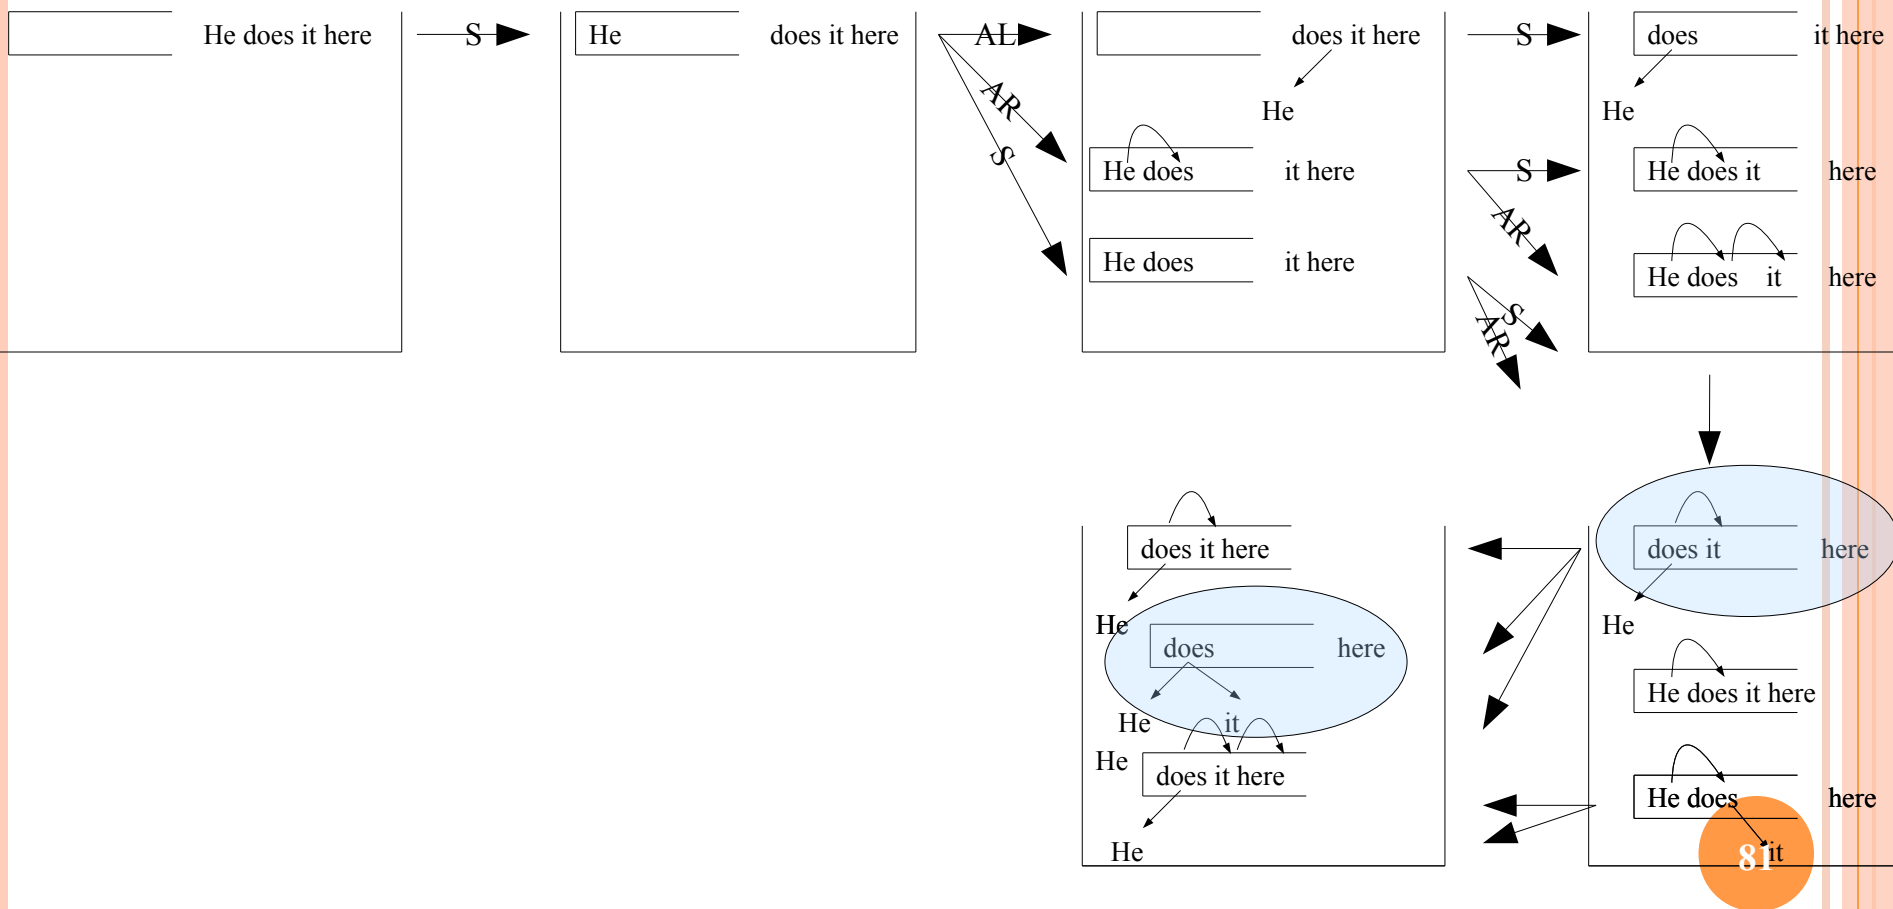 He does it here
S
He does it here
AL
AR
S
does it here
He
He does it here
He does it here
S
S
AR
S
AR
does it here
He
He does it here
He does it here
does it here
He
He does it here
He does here
it
81
does it here
He
does here
He it
He
does it here
He